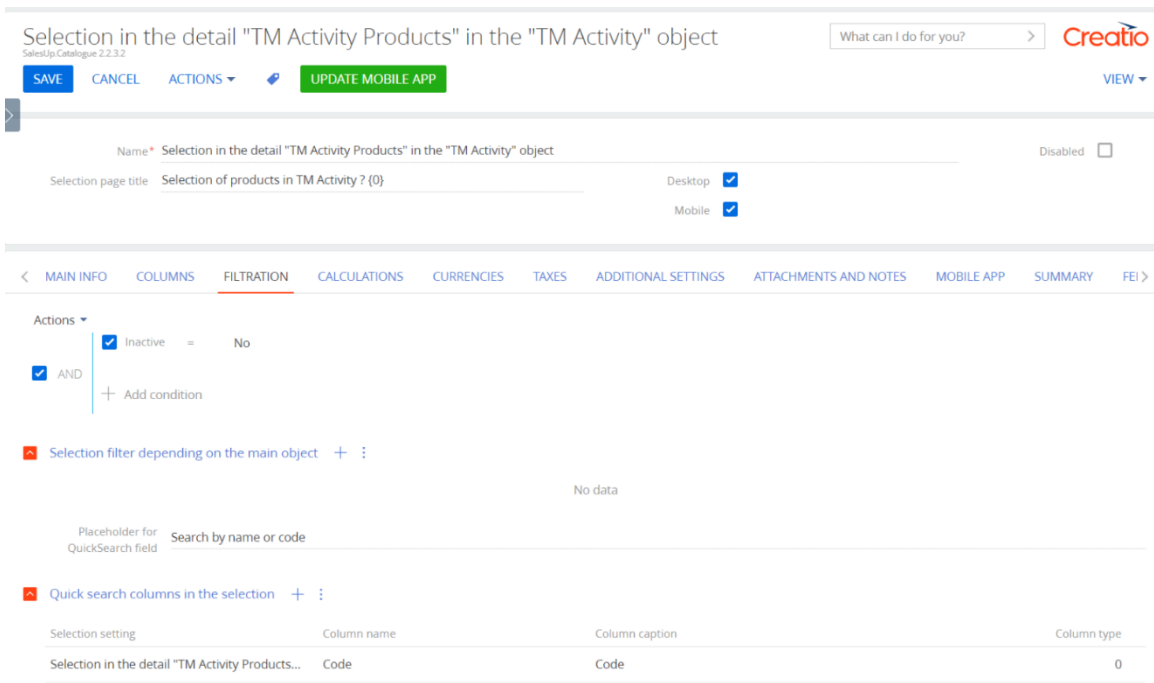 Selection in the detail "TM Activity Products" in the "TM Activity" object
SalesUp.Catalogue 2.2.3.2
What can I do for you?
Creatio
SAVE CANCEL ACTIONS UPDATE MOBILE APP VIEW
Name* Selection in the detail "TM Activity Products" in the "TM Activity" object Disabled
Selection page title Selection of products in TM Activity ? {0} Desktop
Mobile
MAIN INFO COLUMNS FILTRATION CALCULATIONS CURRENCIES TAXES ADDITIONAL SETTINGS ATTACHMENTS AND NOTES MOBILE APP SUMMARY FEI
Actions
Inactive = No
AND
+ Add condition
Selection filter depending on the main object +
No data
Placeholder for
QuickSearch field
Search by name or code
Quick search columns in the selection +
Selection setting Column name Column caption Column type
Selection in the detail "TM Activity Products... Code Code 0